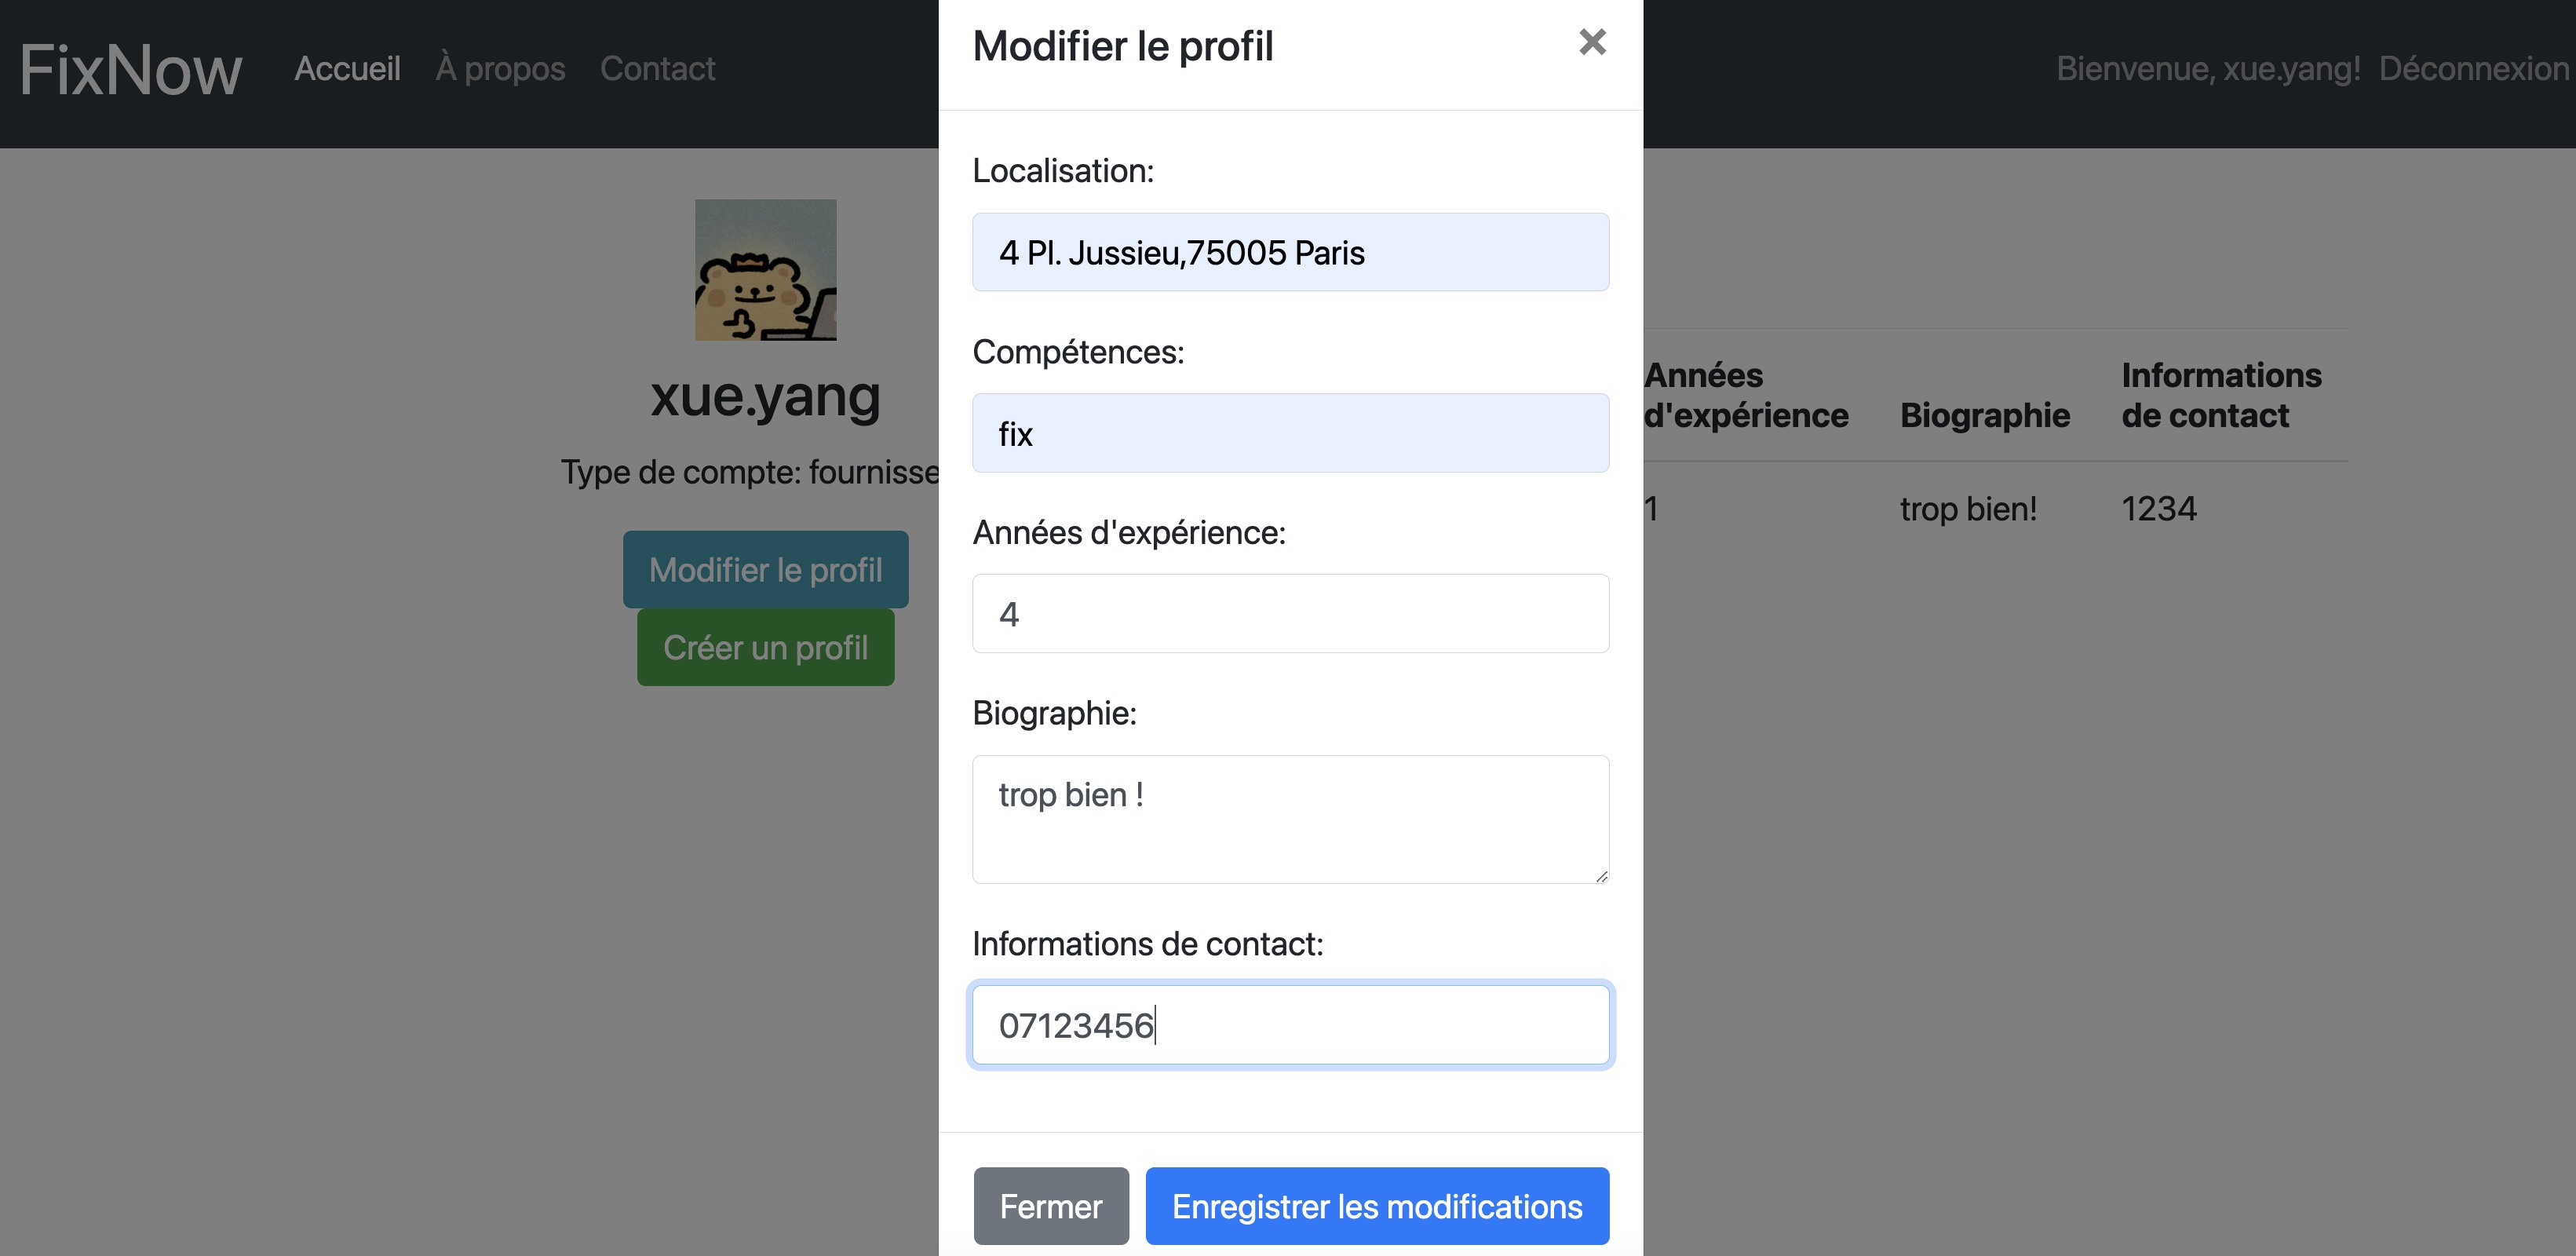 FixNow Accueil À propos Contact
Bienvenue, xue.yang! Déconnexion
xue.yang
Type de compte: fournisse
Modifier le profil
Créer un profil
Modifier le profil
×
Localisation:
4 Pl. Jussieu,75005 Paris
Compétences:
fix
Années d'expérience:
4
Biographie:
trop bien !
Informations de contact:
07123456
Fermer
Enregistrer les modifications
Années
d'expérience
Biographie
Informations
de contact
1
trop bien!
1234